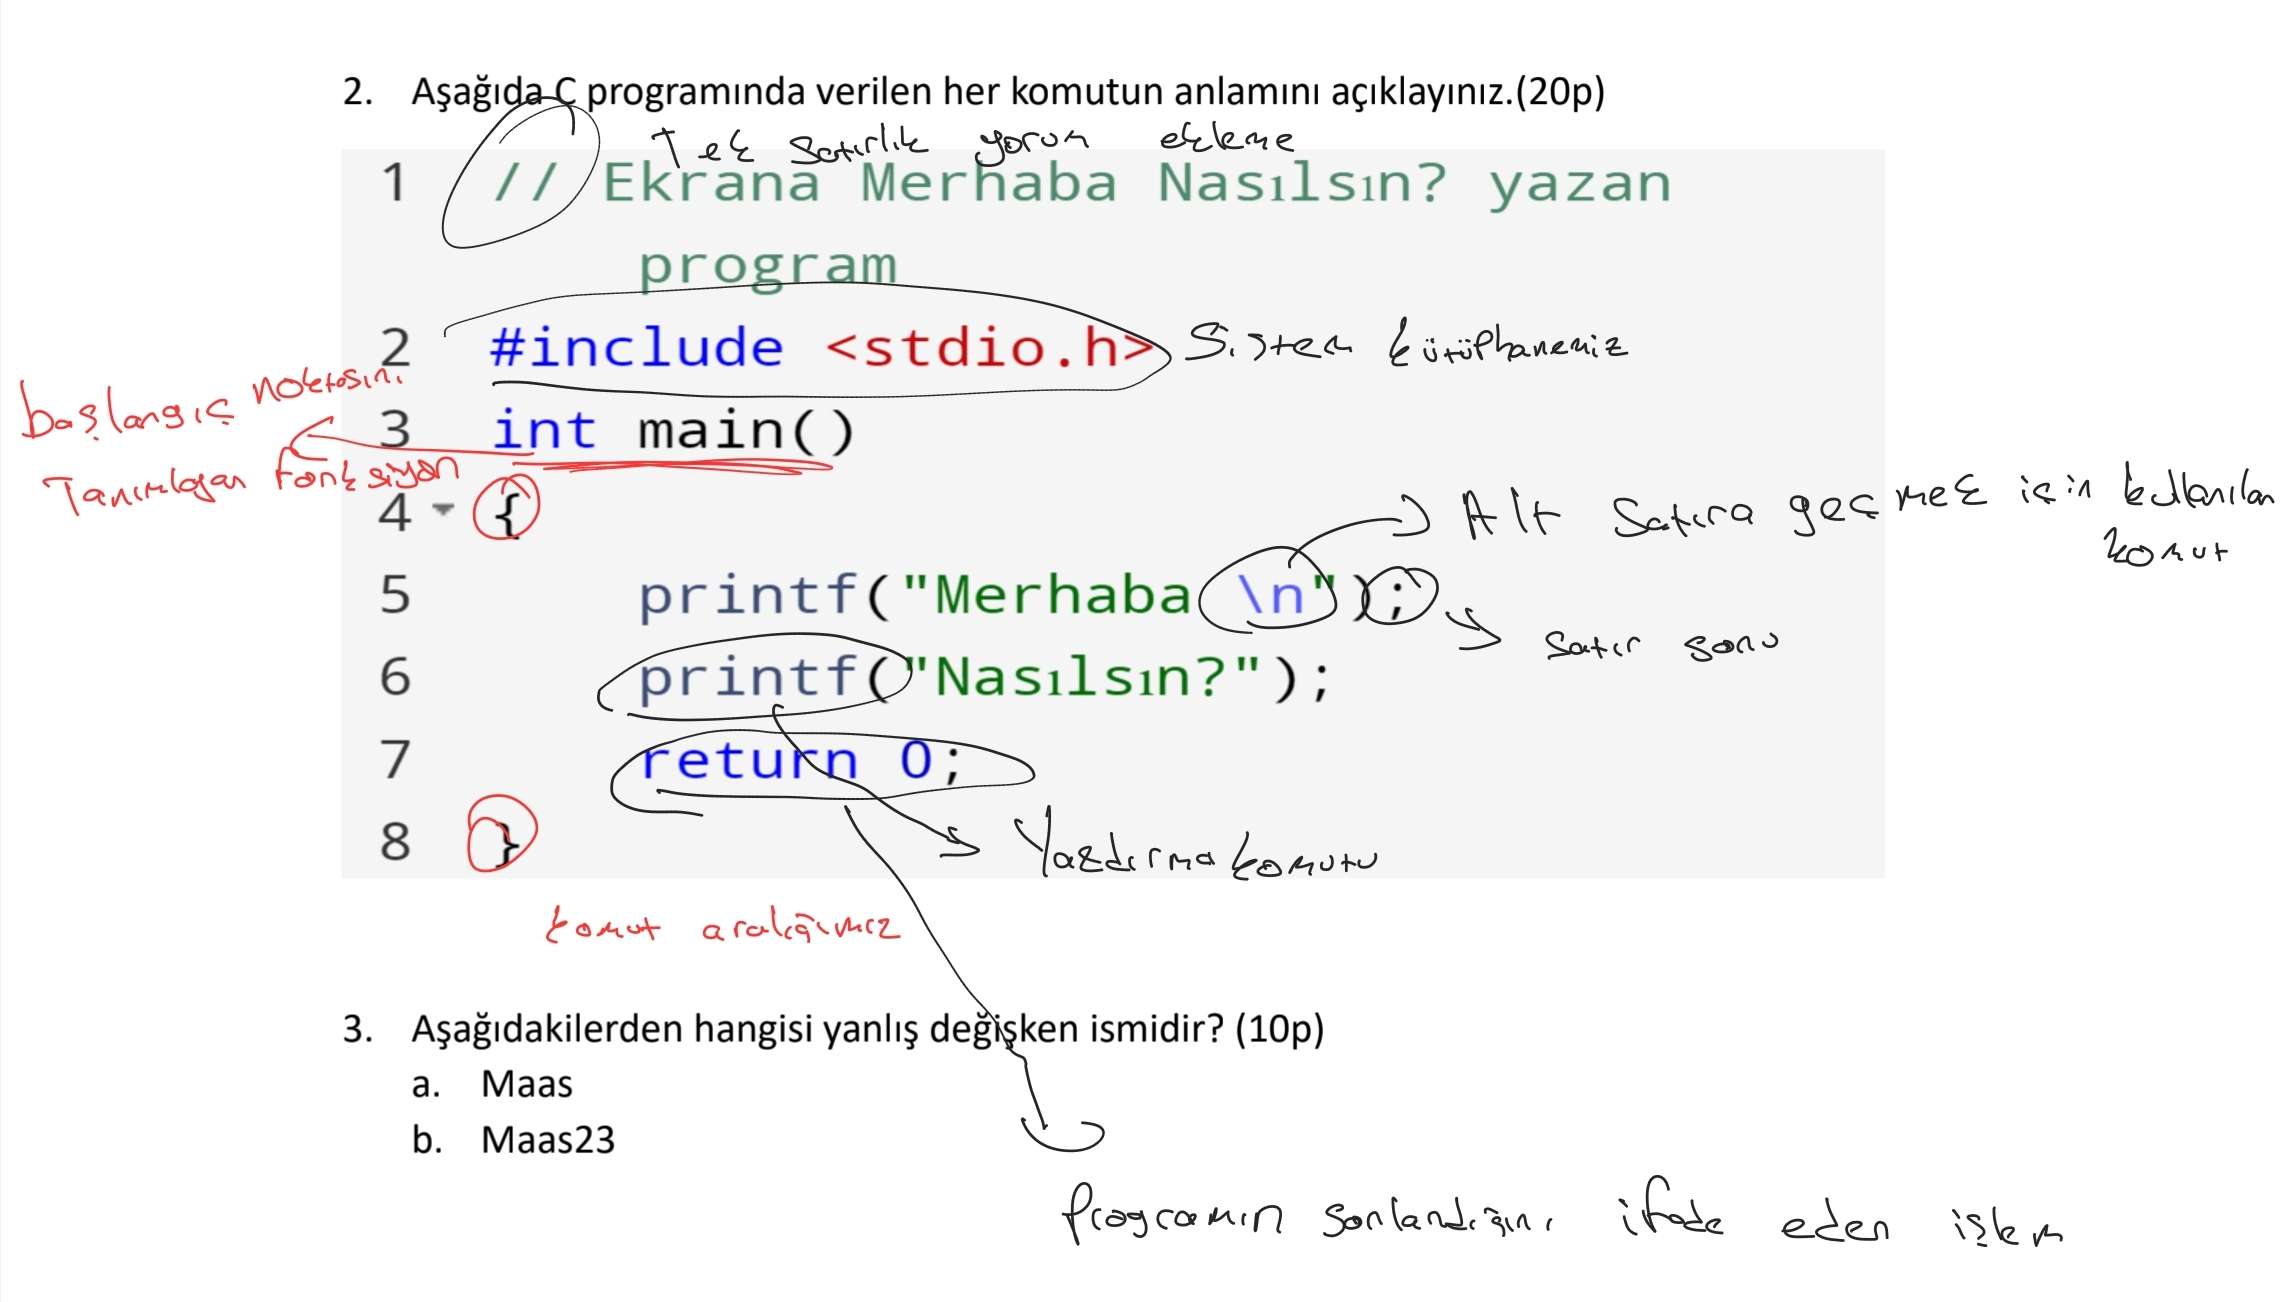 2. Aşağıda C programında verilen her komutun anlamını açıklayınız.(20p)
Tek satırlık yorum ekleme
1 // Ekrana Merhaba Nasılsın? yazan
program
2 #include <stdio.h> Sistem kütüphanemiz
başlangıç noktasını
3 int main()
Tanımlayan fonksiyon
4 {
Alt Satıra geçmek için kullanılan
komut
5 printf("Merhaba \n");
satır sonu
6 printf("Nasılsın?");
7 return 0;
8 }
Yazdırma komutu
komut aralığımız
3. Aşağıdakilerden hangisi yanlış değişken ismidir? (10p)
a. Maas
b. Maas23
Programın sonlandığını ifade eden işlem